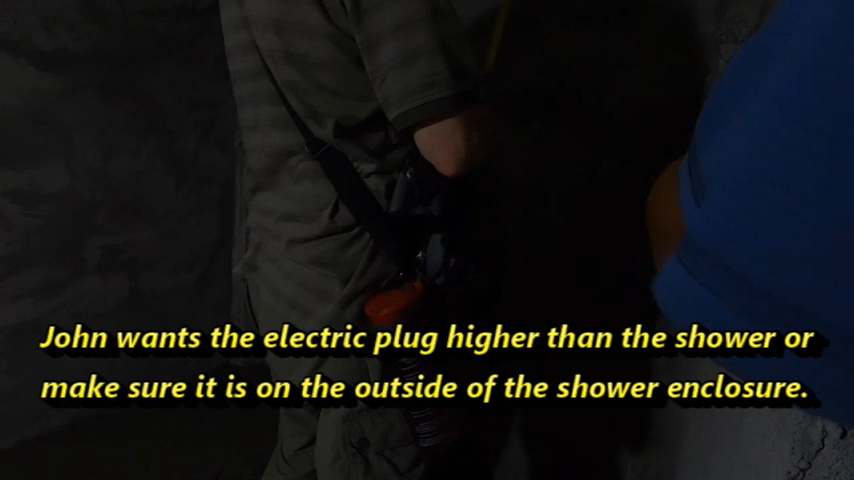 John wants the electric plug higher than the shower or
make sure it is on the outside of the shower enclosure.